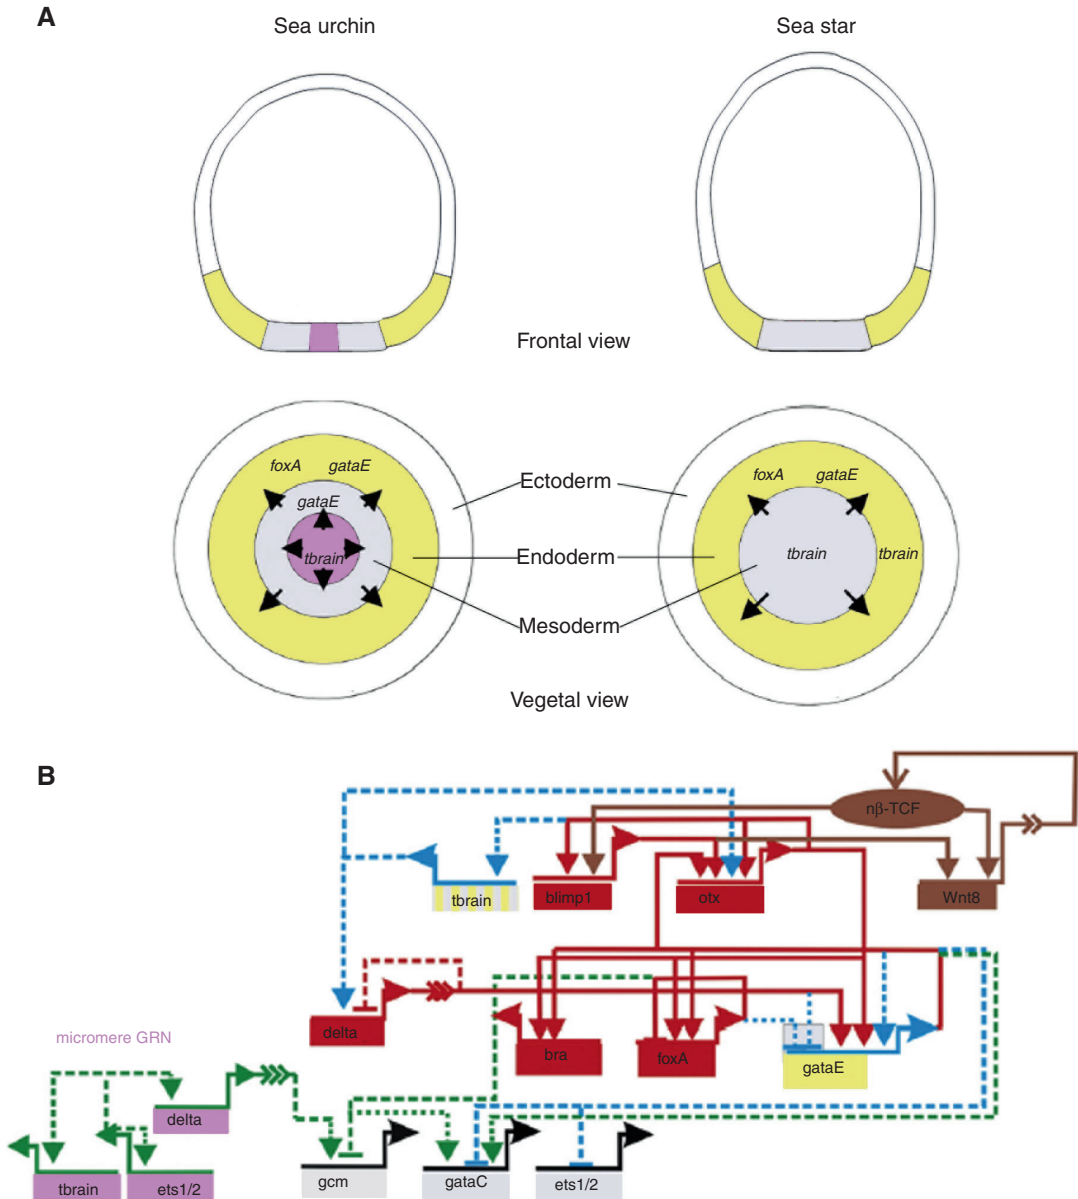 A
Sea urchin
Sea star
Frontal view
foxA gataE
gataE
tbrain
Ectoderm
Endoderm
Mesoderm
foxA gataE
tbrain
tbrain
Vegetal view
B
nβ-TCF
tbrain
blimp1
otx
Wnt8
delta
bra
foxA
gataE
micromere GRN
delta
tbrain
ets1/2
gcm
gataC
ets1/2